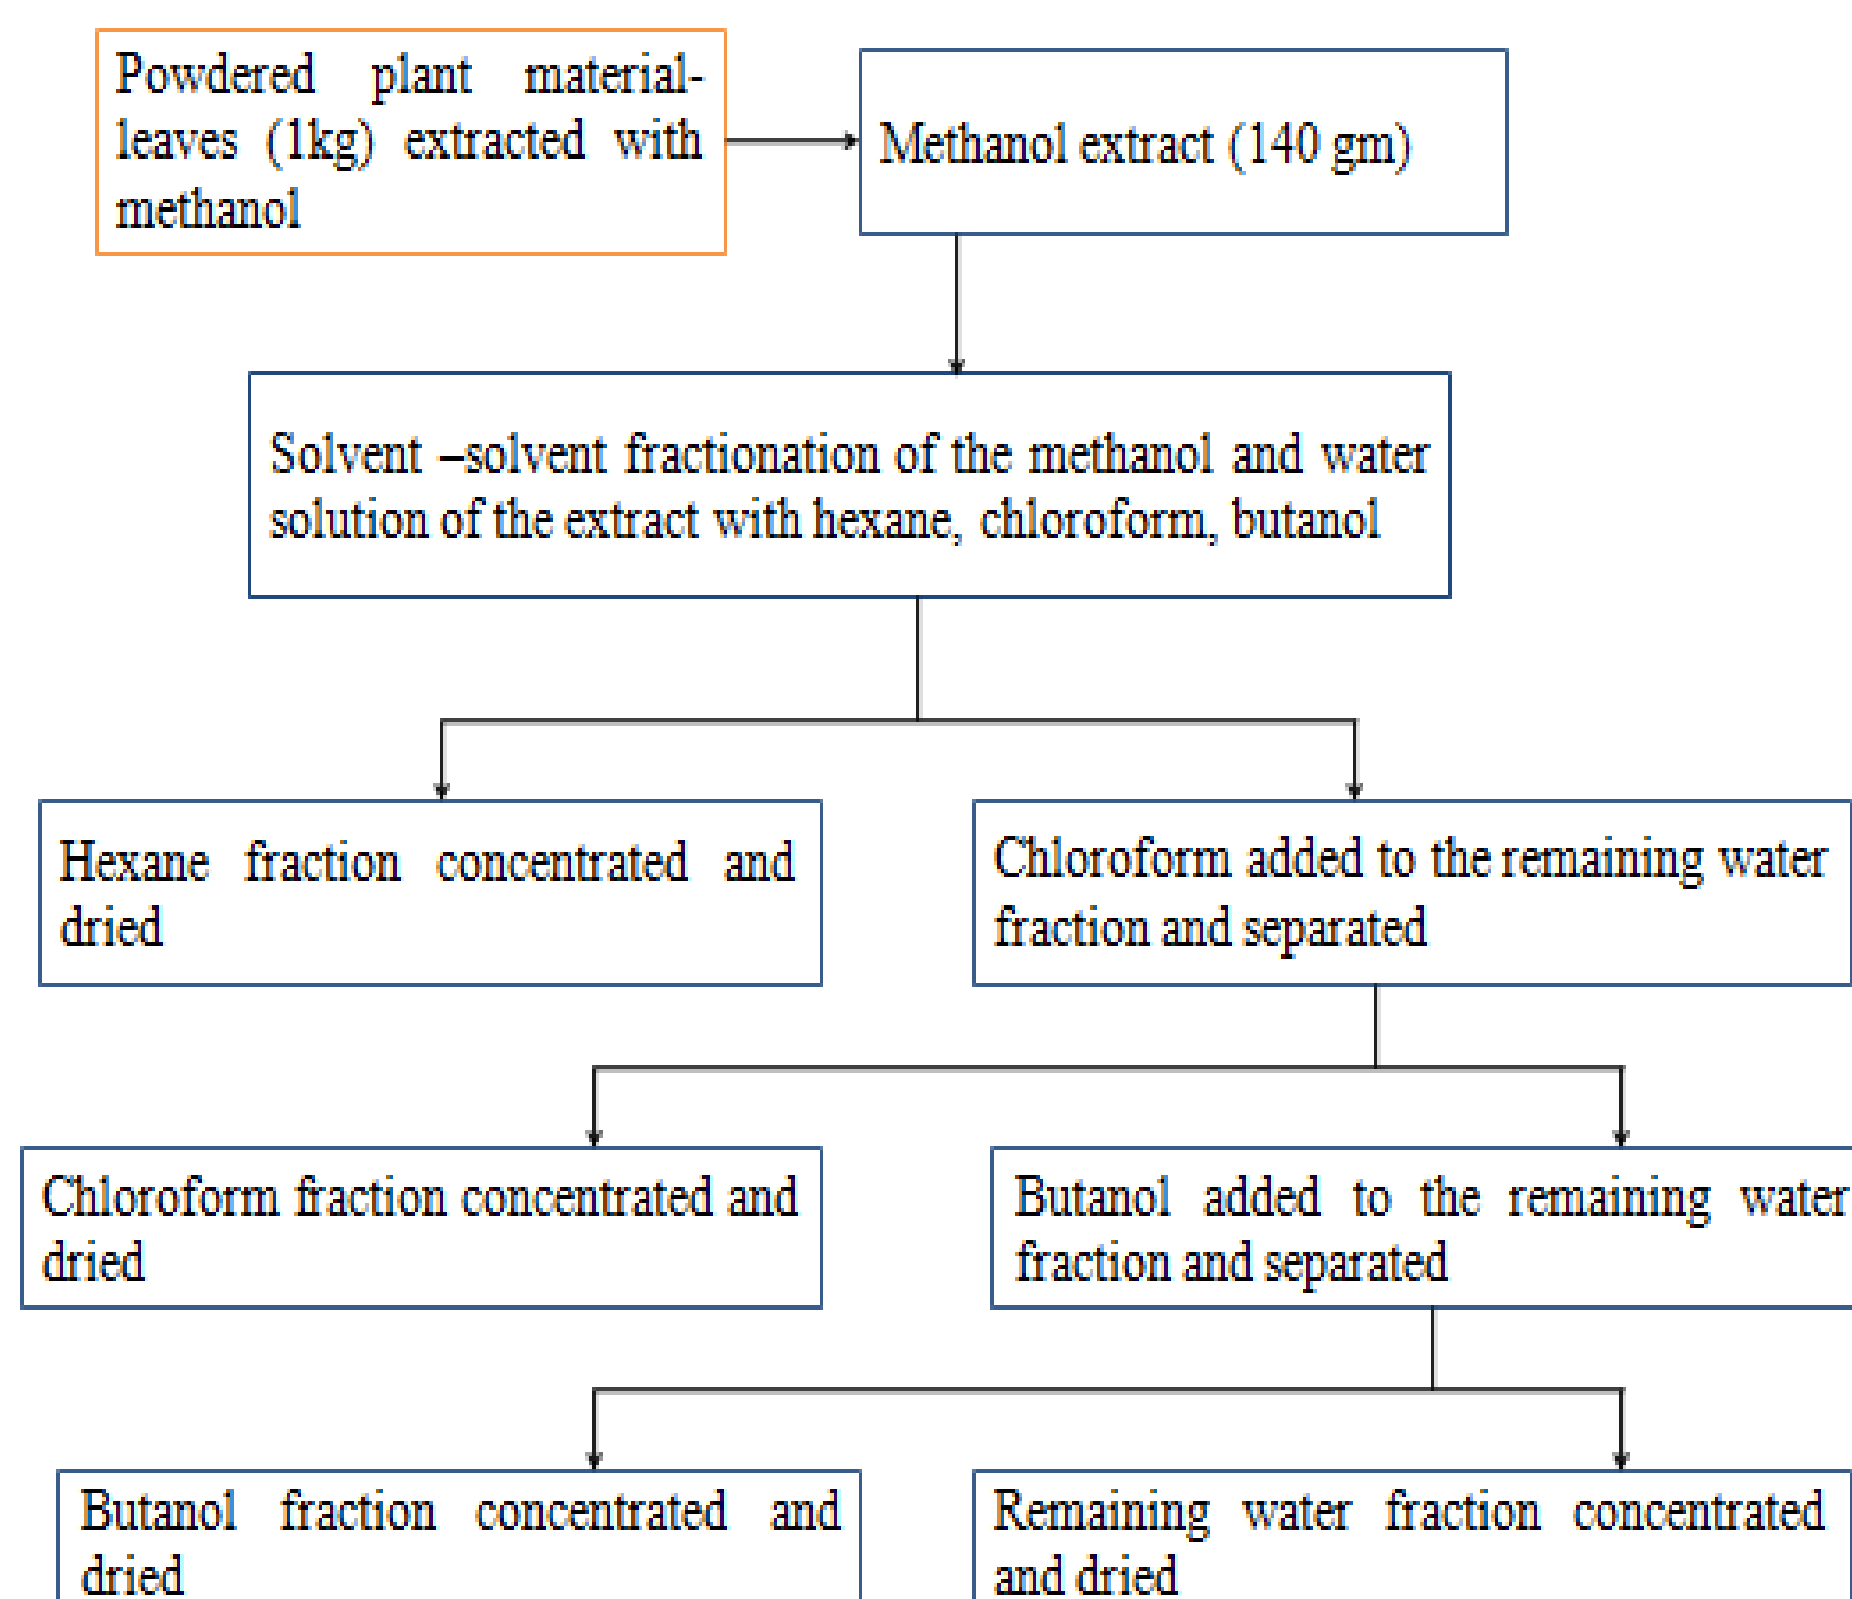 Powdered plant material-
leaves (1kg) extracted with
methanol
Methanol extract (140 gm)
Solvent –solvent fractionation of the methanol and water
solution of the extract with hexane, chloroform, butanol
Hexane fraction concentrated and
dried
Chloroform added to the remaining water
fraction and separated
Chloroform fraction concentrated and
dried
Butanol added to the remaining water
fraction and separated
Butanol fraction concentrated and
dried
Remaining water fraction concentrated
and dried